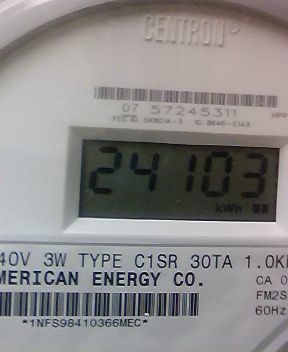 CENTRON
07 57245311
HPP
24103
kWh
40V 3W TYPE C1SR 30TA 1.0K
MERICAN ENERGY CO.
CA 0
FM2S
60Hz
*1NFS98410366MEC*